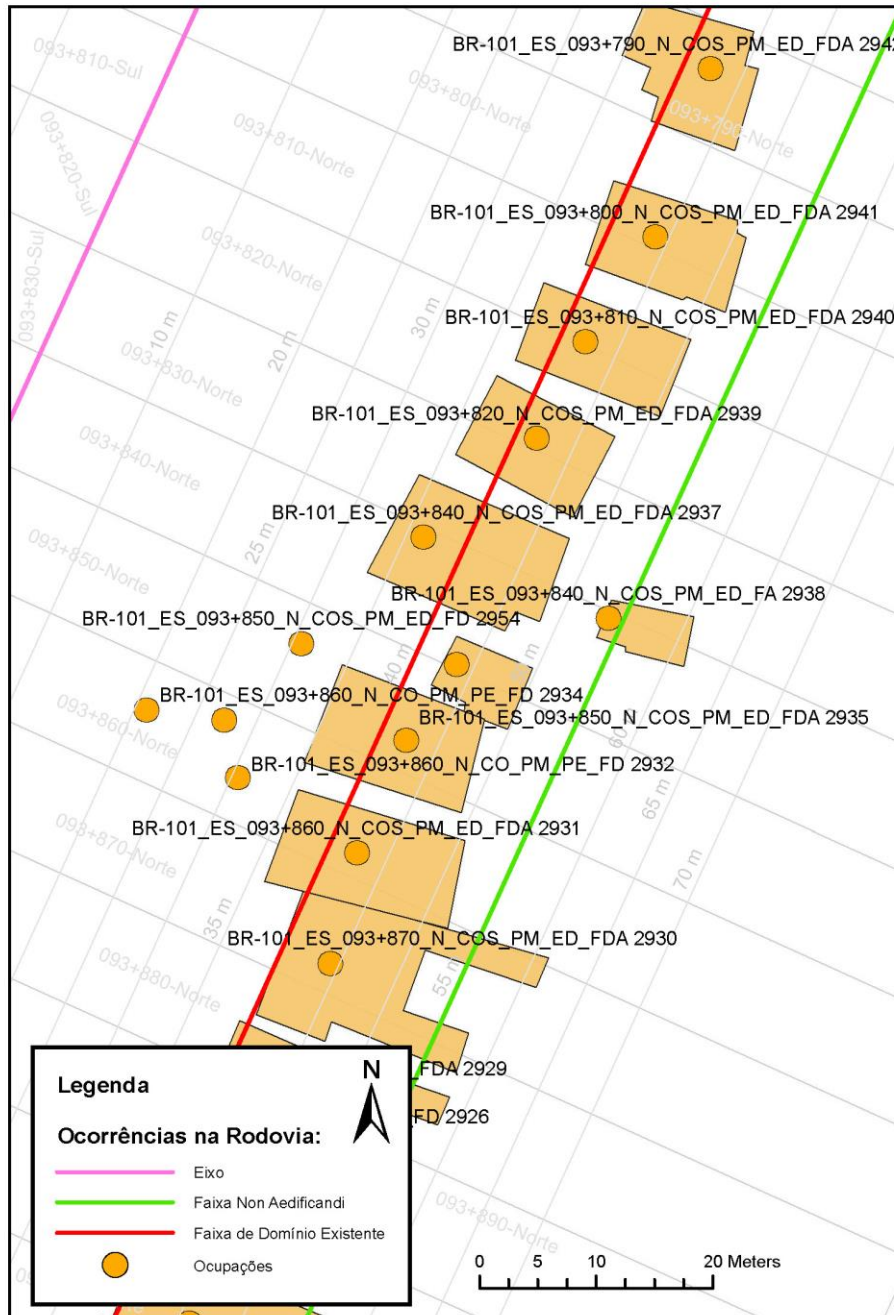 093+810-Sul
093+820-Sul
093+830-Sul
BR-101_ES_093+790_N_COS_PM_ED_FDA 294
093+800-Norte
093+790-Norte
093+810-Norte
093+820-Norte
BR-101_ES_093+800_N_COS_PM_ED_FDA 2941
10 m
20 m
30 m
BR-101_ES_093+810_N_COS_PM_ED_FDA 2940
093+830-Norte
BR-101_ES_093+820_N_COS_PM_ED_FDA 2939
093+840-Norte
BR-101_ES_093+840_N_COS_PM_ED_FDA 2937
25 m
093+850-Norte
BR-101_ES_093+840_N_COS_PM_ED_FA 2938
BR-101_ES_093+850_N_COS_PM_ED_FD 2954
40 m
m
BR-101_ES_093+860_N_CO_PM_PE_FD 2934
BR-101_ES_093+850_N_COS_PM_ED_FDA 2935
60 m
093+860-Norte
BR-101_ES_093+860_N_CO_PM_PE_FD 2932
65 m
BR-101_ES_093+860_N_COS_PM_ED_FDA 2931
093+870-Norte
70 m
35 m
BR-101_ES_093+870_N_COS_PM_ED_FDA 2930
55 m
093+880-Norte
_FDA 2929
FD 2926
093+890-Norte
Legenda
N
Ocorrências na Rodovia:
Eixo
Faixa Non Aedificandi
Faixa de Domínio Existente
Ocupações
0 5 10 20 Meters